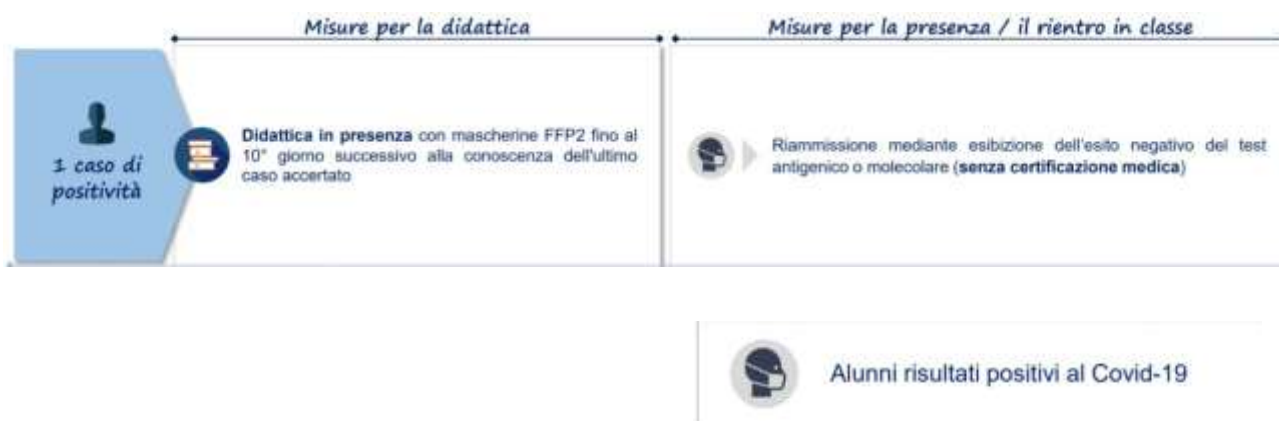 Misure per la didattica
Misure per la presenza / il rientro in classe
1 caso di
positività
Didattica in presenza con mascherine FFP2 fino al
10° giorno successivo alla conoscenza dell'ultimo
caso accertato
Riammissione mediante esibizione dell'esito negativo del test
antigenico o molecolare (senza certificazione medica)
Alunni risultati positivi al Covid-19